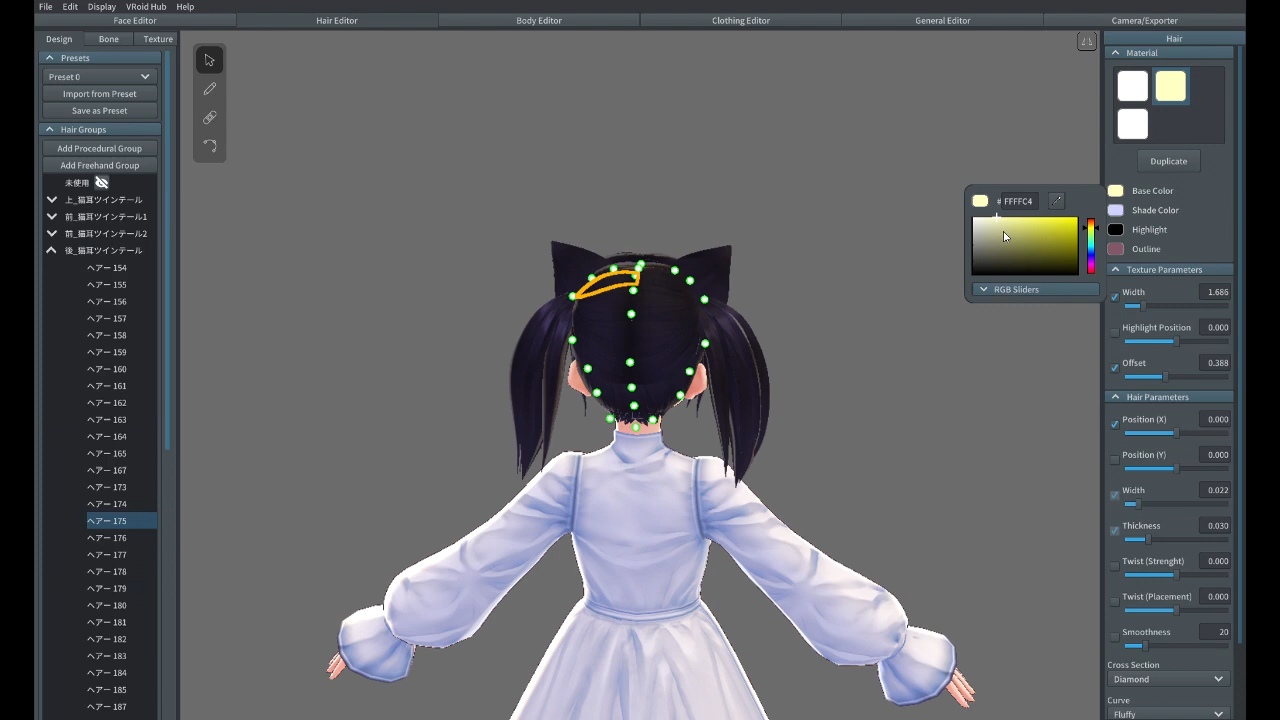 File Edit Display VRoid Hub Help
Face Editor Hair Editor Body Editor Clothing Editor General Editor Camera/Exporter
Design Bone Texture
Presets
Preset 0
Import from Preset
Save as Preset
Hair Groups
Add Procedural Group
Add Freehand Group
未使用
上_猫耳ツインテール
前_猫耳ツインテール1
前_猫耳ツインテール2
後_猫耳ツインテール
ヘアー 154
ヘアー 155
ヘアー 156
ヘアー 157
ヘアー 158
ヘアー 159
ヘアー 160
ヘアー 161
ヘアー 162
ヘアー 163
ヘアー 164
ヘアー 165
ヘアー 167
ヘアー 173
ヘアー 174
ヘアー 175
ヘアー 176
ヘアー 177
ヘアー 178
ヘアー 179
ヘアー 180
ヘアー 181
ヘアー 182
ヘアー 183
ヘアー 184
ヘアー 185
ヘアー 187
# FFFFC4
RGB Sliders
Hair
Material
Duplicate
Base Color
Shade Color
Highlight
Outline
Texture Parameters
Width 1.686
Highlight Position 0.000
Offset 0.388
Hair Parameters
Position (X) 0.000
Position (Y) 0.000
Width 0.022
Thickness 0.030
Twist (Strenght) 0.000
Twist (Placement) 0.000
Smoothness 20
Cross Section
Diamond
Curve
Fluffy